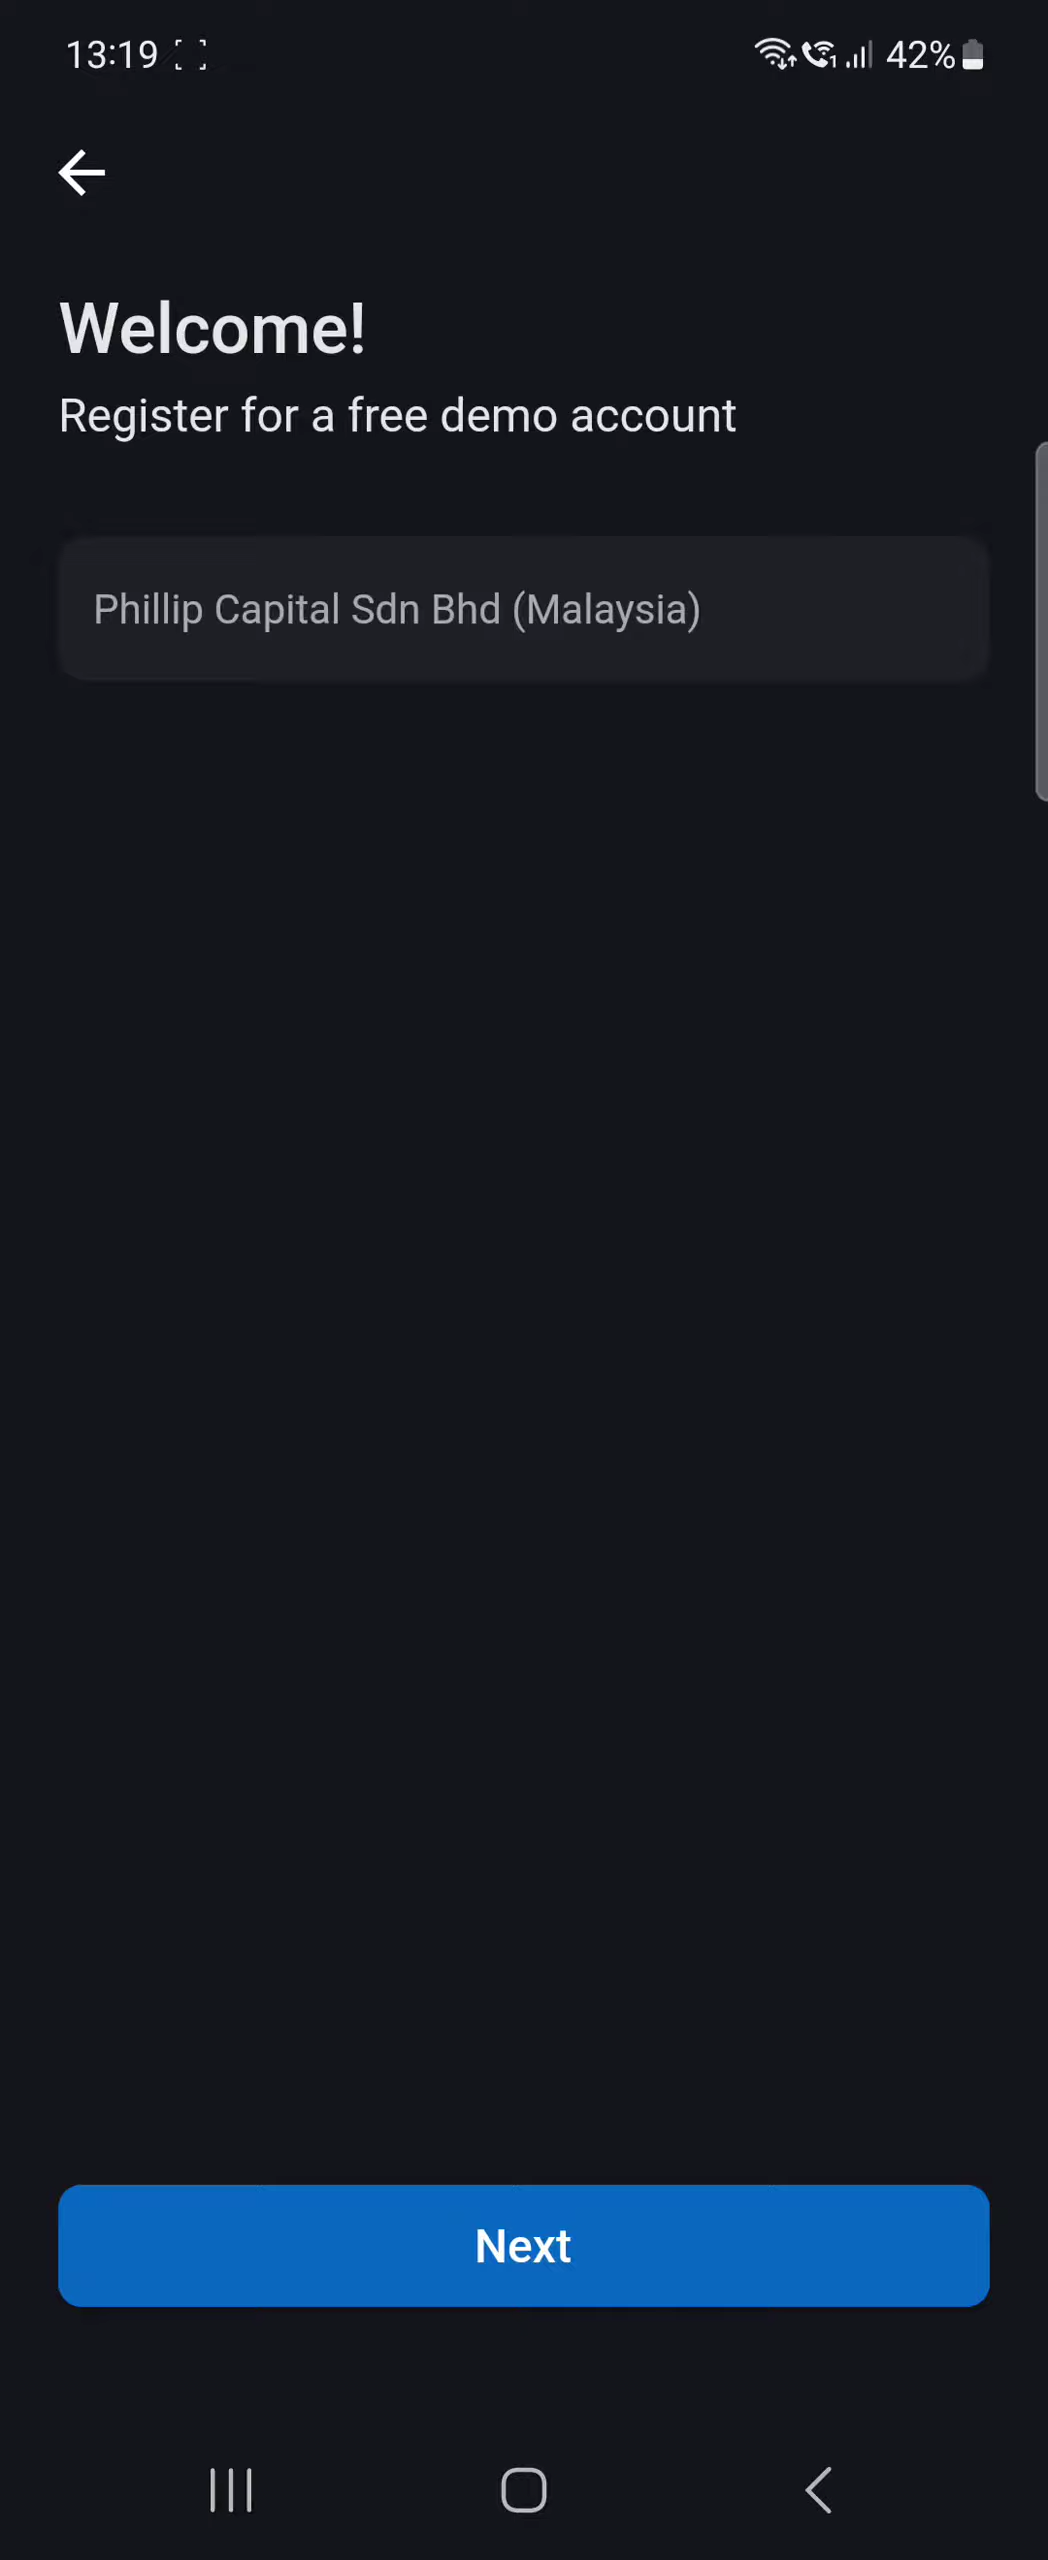 13:19
42%
Welcome!
Register for a free demo account
Phillip Capital Sdn Bhd (Malaysia)
Next